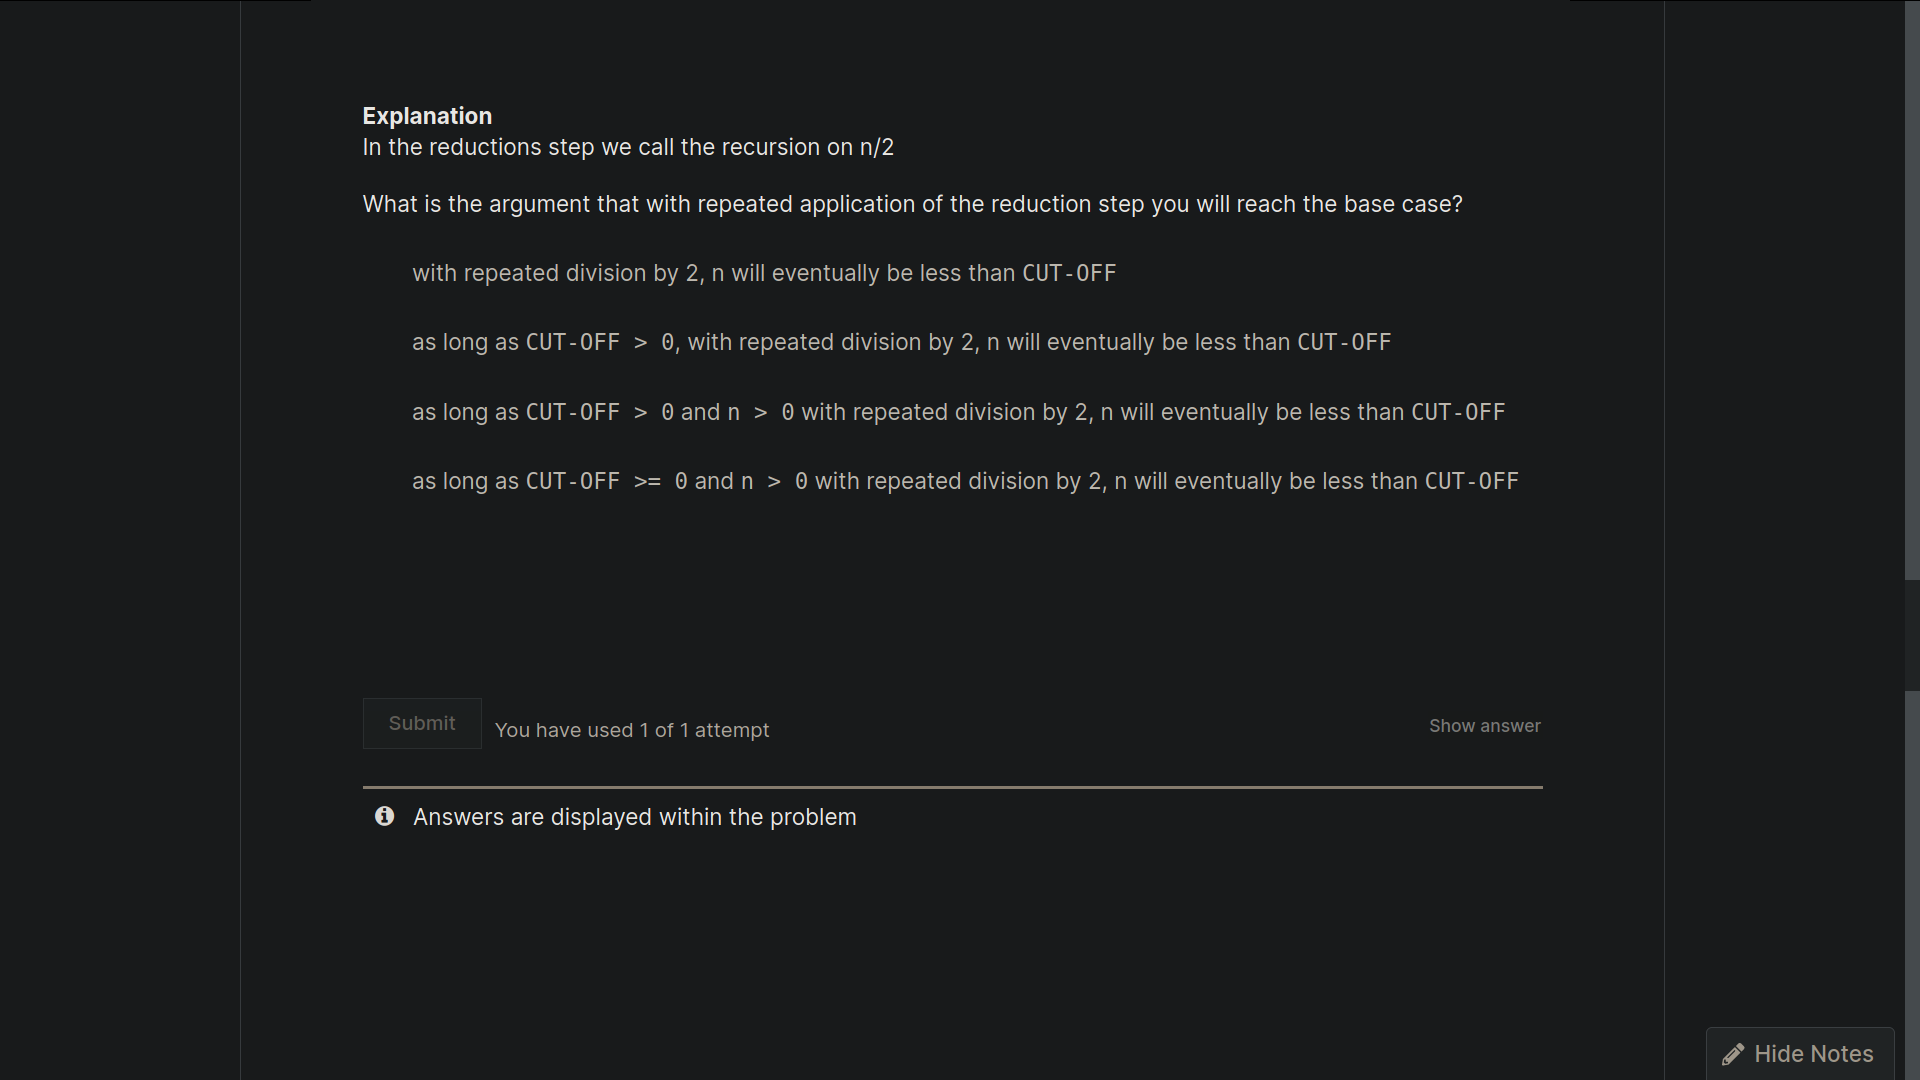 Explanation
In the reductions step we call the recursion on n/2
What is the argument that with repeated application of the reduction step you will reach the base case?
with repeated division by 2, n will eventually be less than CUT-OFF
as long as CUT-OFF > 0, with repeated division by 2, n will eventually be less than CUT-OFF
as long as CUT-OFF > 0 and n > 0 with repeated division by 2, n will eventually be less than CUT-OFF
as long as CUT-OFF >= 0 and n > 0 with repeated division by 2, n will eventually be less than CUT-OFF
Submit
You have used 1 of 1 attempt
Show answer
Answers are displayed within the problem
Hide Notes